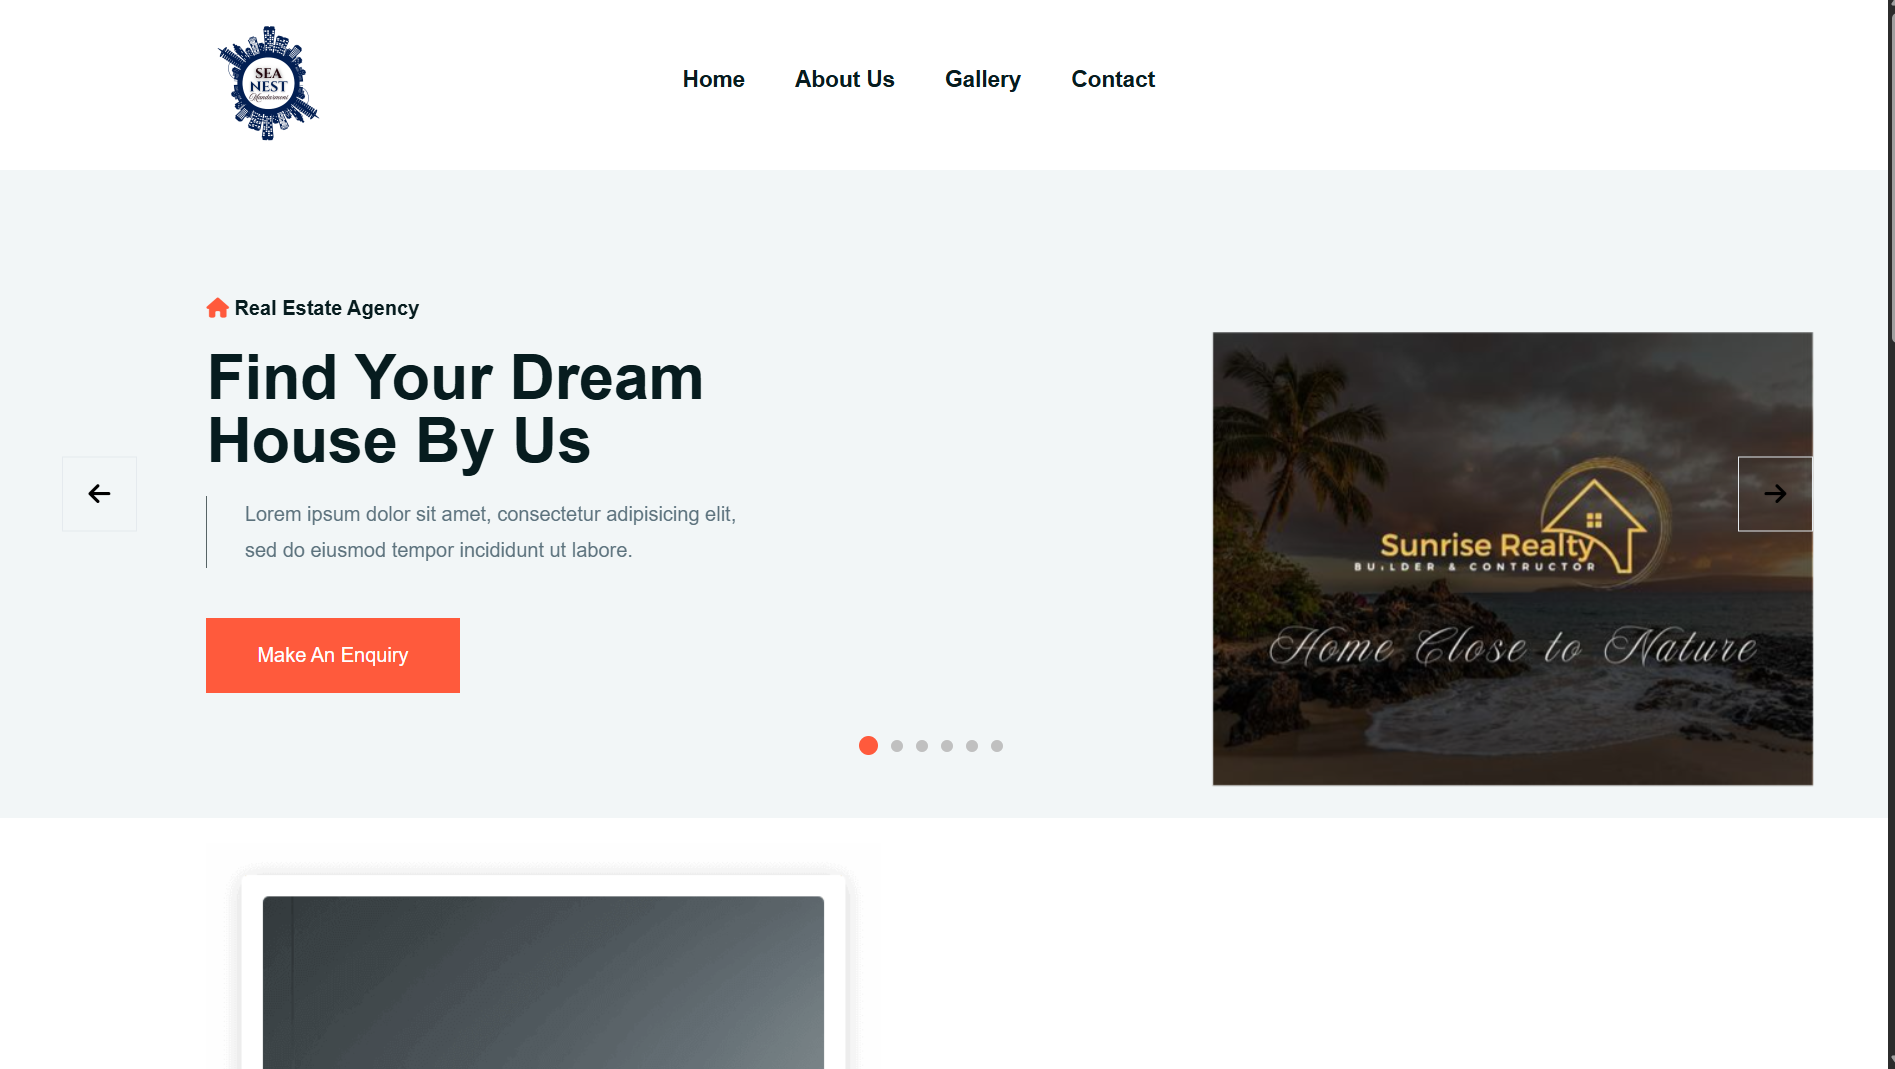 SEA
NEST
Mandarmoni
Home
About Us
Gallery
Contact
Real Estate Agency
Find Your Dream
House By Us
Lorem ipsum dolor sit amet, consectetur adipisicing elit,
sed do eiusmod tempor incididunt ut labore.
Make An Enquiry
Sunrise Realty
BUILDER & CONTRUCTOR
Home Close to Nature